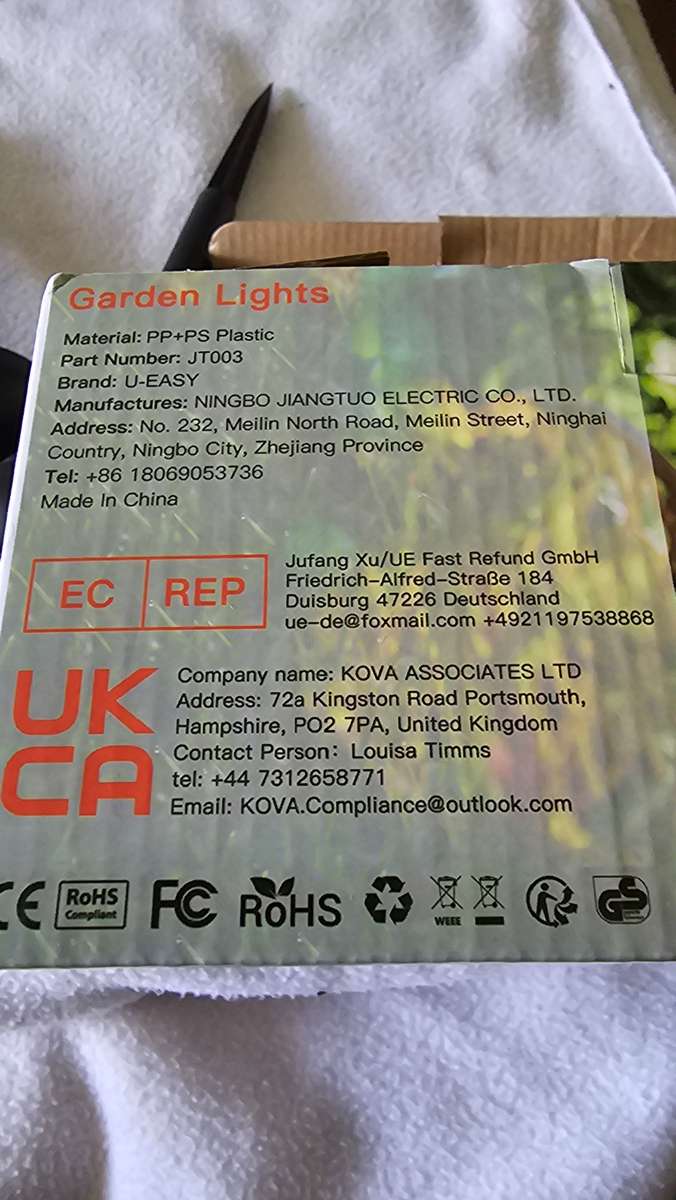 Garden Lights
Material: PP+PS Plastic
Part Number: JT003
Brand: U-EASY
Manufactures: NINGBO JIANGTUO ELECTRIC CO., LTD.
Address: No. 232, Meilin North Road, Meilin Street, Ninghai
Country, Ningbo City, Zhejiang Province
Tel: +86 18069053736
Made In China
EC REP
Jufang Xu/UE Fast Refund GmbH
Friedrich-Alfred-Straße 184
Duisburg 47226 Deutschland
ue-de@foxmail.com +4921197538868
UK
CA
Company name: KOVA ASSOCIATES LTD
Address: 72a Kingston Road Portsmouth,
Hampshire, PO2 7PA, United Kingdom
Contact Person: Louisa Timms
tel: +44 7312658771
Email: KOVA.Compliance@outlook.com
CE RoHS Compliant FC RoHS WEEE GS